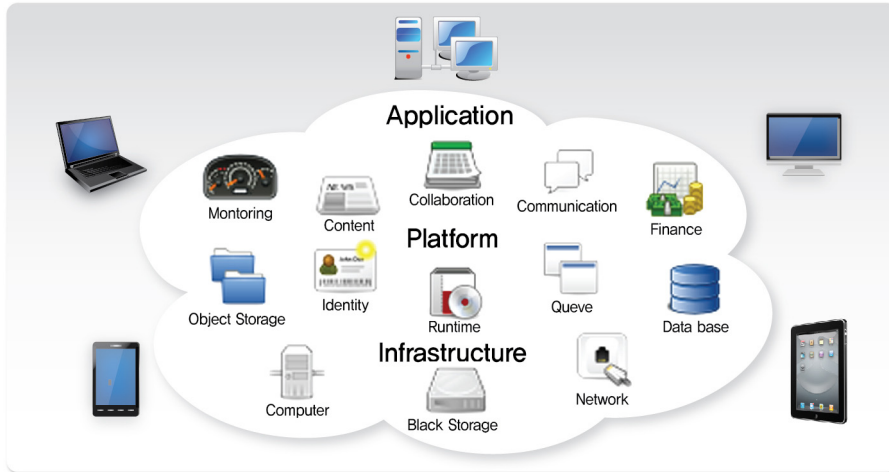 Application
Montoring
Content
Collaboration
Communication
Finance
Platform
Object Storage
Identity
Runtime
Queve
Data base
Infrastructure
Computer
Black Storage
Network